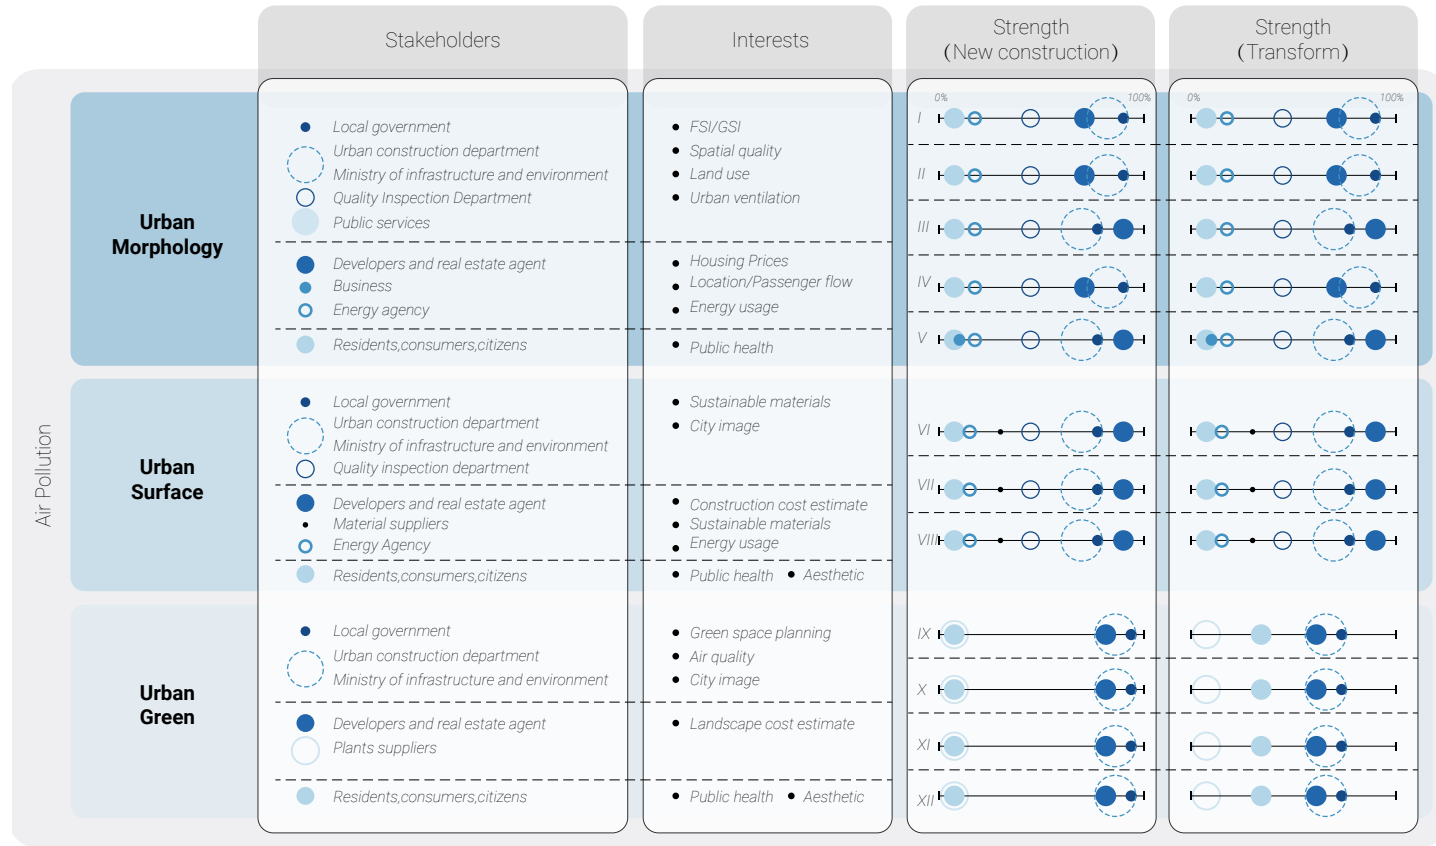 Stakeholders
Interests
Strength
(New construction)
Strength
(Transform)
Air Pollution
Urban
Morphology
Local government
Urban construction department
Ministry of infrastructure and environment
Quality Inspection Department
Public services
Developers and real estate agent
Business
Energy agency
Residents,consumers,citizens
FSI/GSI
Spatial quality
Land use
Urban ventilation
Housing Prices
Location/Passenger flow
Energy usage
Public health
0% 100%
I
II
III
IV
V
0% 100%
Urban
Surface
Local government
Urban construction department
Ministry of infrastructure and environment
Quality inspection department
Developers and real estate agent
Material suppliers
Energy Agency
Residents,consumers,citizens
Sustainable materials
City image
Construction cost estimate
Sustainable materials
Energy usage
Public health Aesthetic
VI
VII
VIII
Urban
Green
Local government
Urban construction department
Ministry of infrastructure and environment
Developers and real estate agent
Plants suppliers
Residents,consumers,citizens
Green space planning
Air quality
City image
Landscape cost estimate
Public health Aesthetic
IX
X
XI
XII